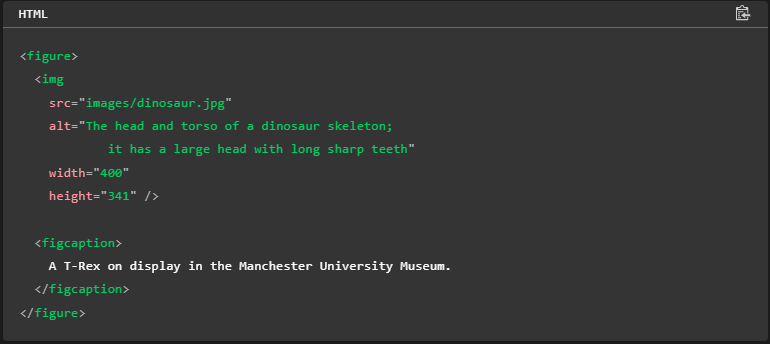 HTML
<figure>
<img
src="images/dinosaur.jpg"
alt="The head and torso of a dinosaur skeleton;
it has a large head with long sharp teeth"
width="400"
height="341" />
<figcaption>
A T-Rex on display in the Manchester University Museum.
</figcaption>
</figure>